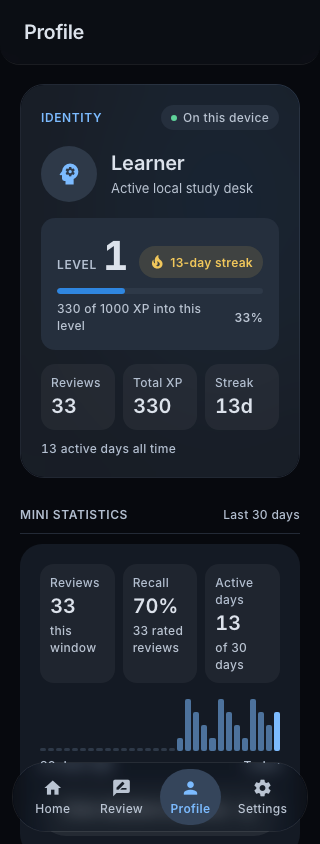 Profile
IDENTITY
On this device
Learner
Active local study desk
LEVEL 1
13-day streak
330 of 1000 XP into this
level
33%
Reviews
33
Total XP
330
Streak
13d
13 active days all time
MINI STATISTICS
Last 30 days
Reviews
33
this
window
Recall
70%
33 rated
reviews
Active
days
13
of 30
days
Home
Review
Profile
Settings